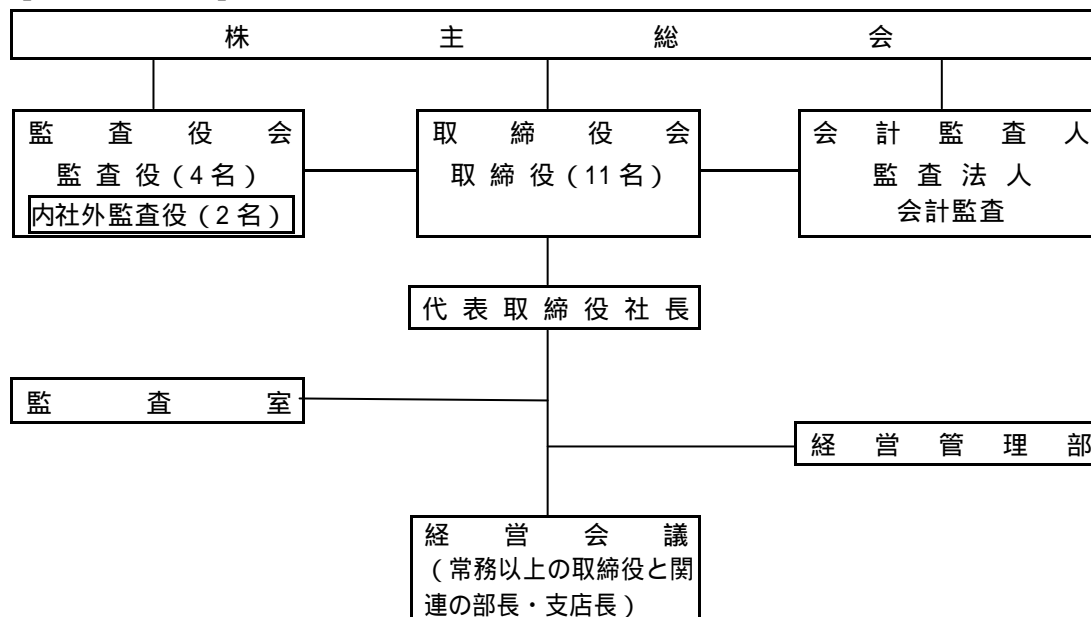 株主総会
監査役会
監査役(4名)
内社外監査役(2名)
取締役会
取締役(11名)
会計監査人
監査法人
会計監査
代表取締役社長
監査室
経営管理部
経営会議
(常務以上の取締役と関
連の部長・支店長)